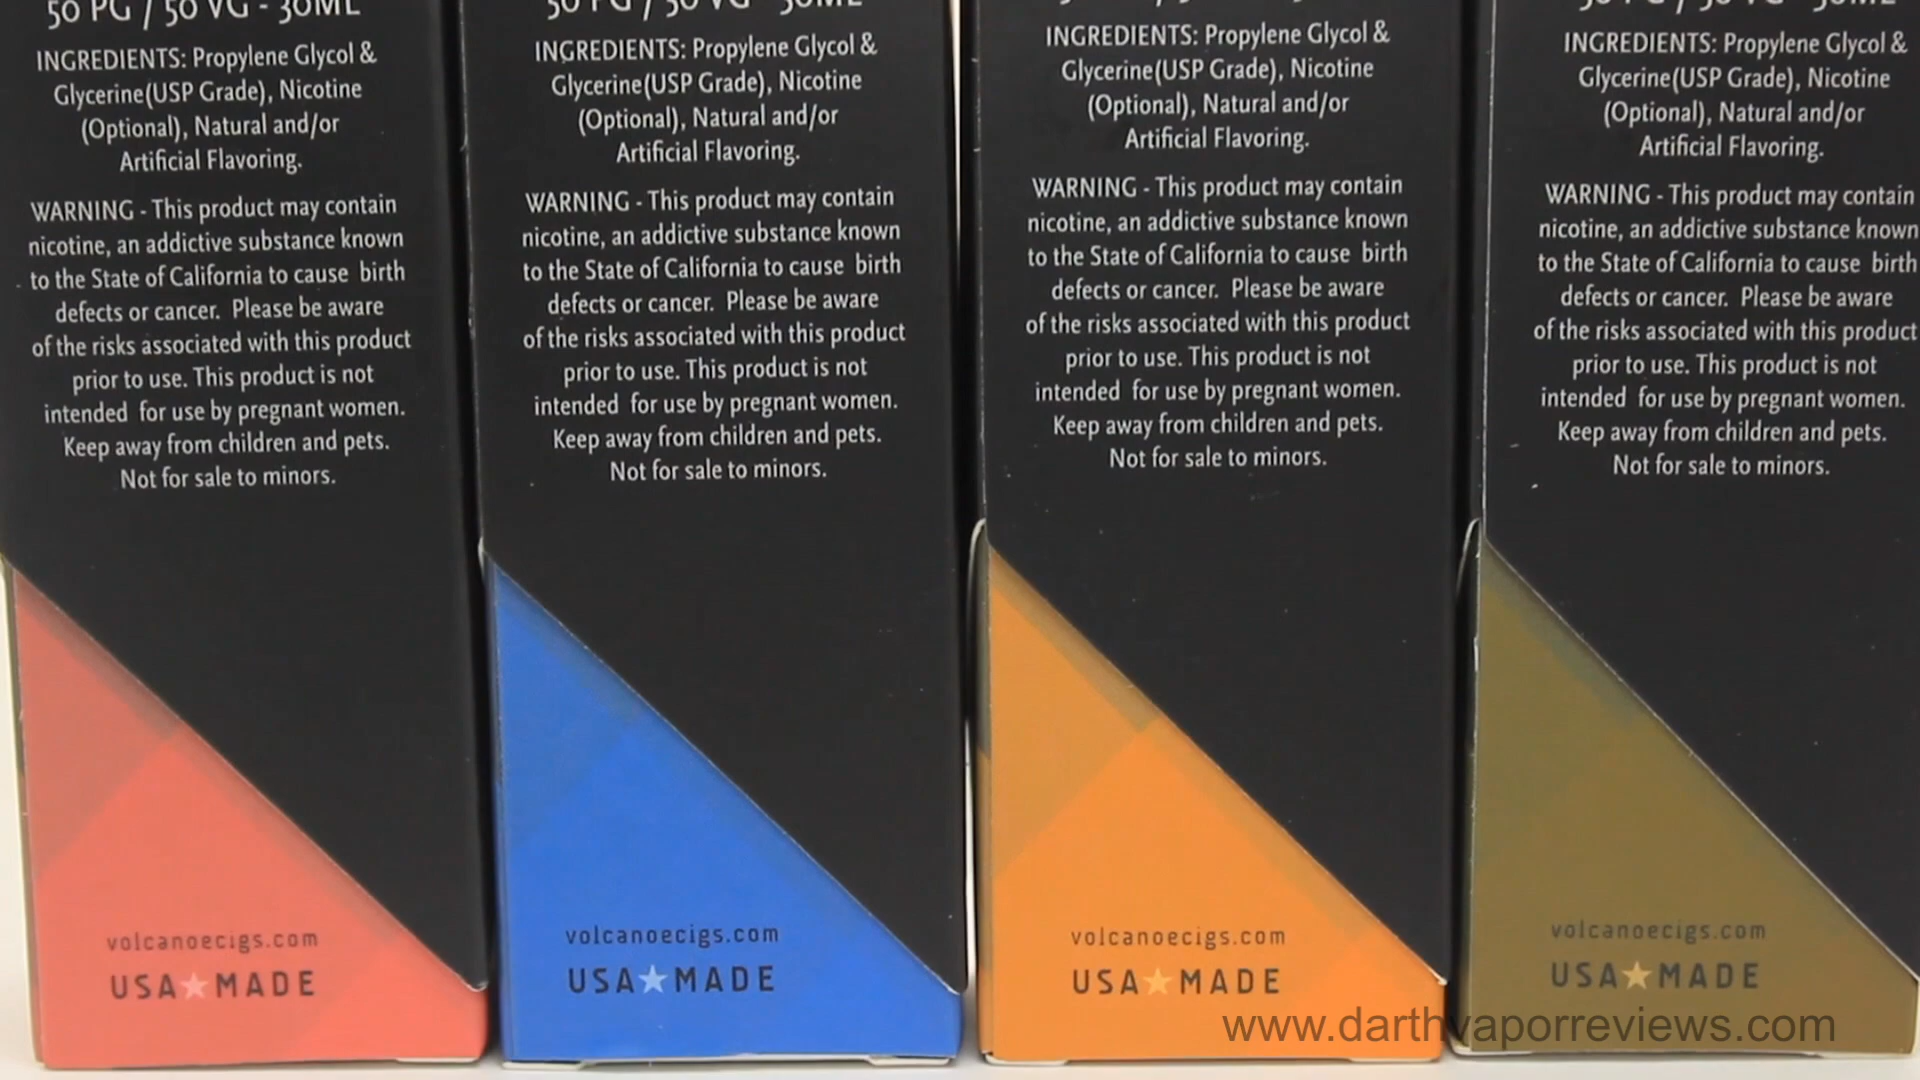 50 PG / 50 VG - 30ML
INGREDIENTS: Propylene Glycol &
Glycerine(USP Grade), Nicotine
(Optional), Natural and/or
Artificial Flavoring.
WARNING - This product may contain
nicotine, an addictive substance known
to the State of California to cause birth
defects or cancer. Please be aware
of the risks associated with this product
prior to use. This product is not
intended for use by pregnant women.
Keep away from children and pets.
Not for sale to minors.
volcanoecigs.com
USA★MADE
50 PG / 50 VG - 30ML
INGREDIENTS: Propylene Glycol &
Glycerine(USP Grade), Nicotine
(Optional), Natural and/or
Artificial Flavoring.
WARNING - This product may contain
nicotine, an addictive substance known
to the State of California to cause birth
defects or cancer. Please be aware
of the risks associated with this product
prior to use. This product is not
intended for use by pregnant women.
Keep away from children and pets.
Not for sale to minors.
volcanoecigs.com
USA★MADE
INGREDIENTS: Propylene Glycol &
Glycerine(USP Grade), Nicotine
(Optional), Natural and/or
Artificial Flavoring.
WARNING - This product may contain
nicotine, an addictive substance known
to the State of California to cause birth
defects or cancer. Please be aware
of the risks associated with this product
prior to use. This product is not
intended for use by pregnant women.
Keep away from children and pets.
Not for sale to minors.
volcanoecigs.com
USA★MADE
INGREDIENTS: Propylene Glycol &
Glycerine(USP Grade), Nicotine
(Optional), Natural and/or
Artificial Flavoring.
WARNING - This product may contain
nicotine, an addictive substance known
to the State of California to cause birth
defects or cancer. Please be aware
of the risks associated with this product
prior to use. This product is not
intended for use by pregnant women.
Keep away from children and pets.
Not for sale to minors.
volcanoecigs.com
USA★MADE
www.darthvaporreviews.com